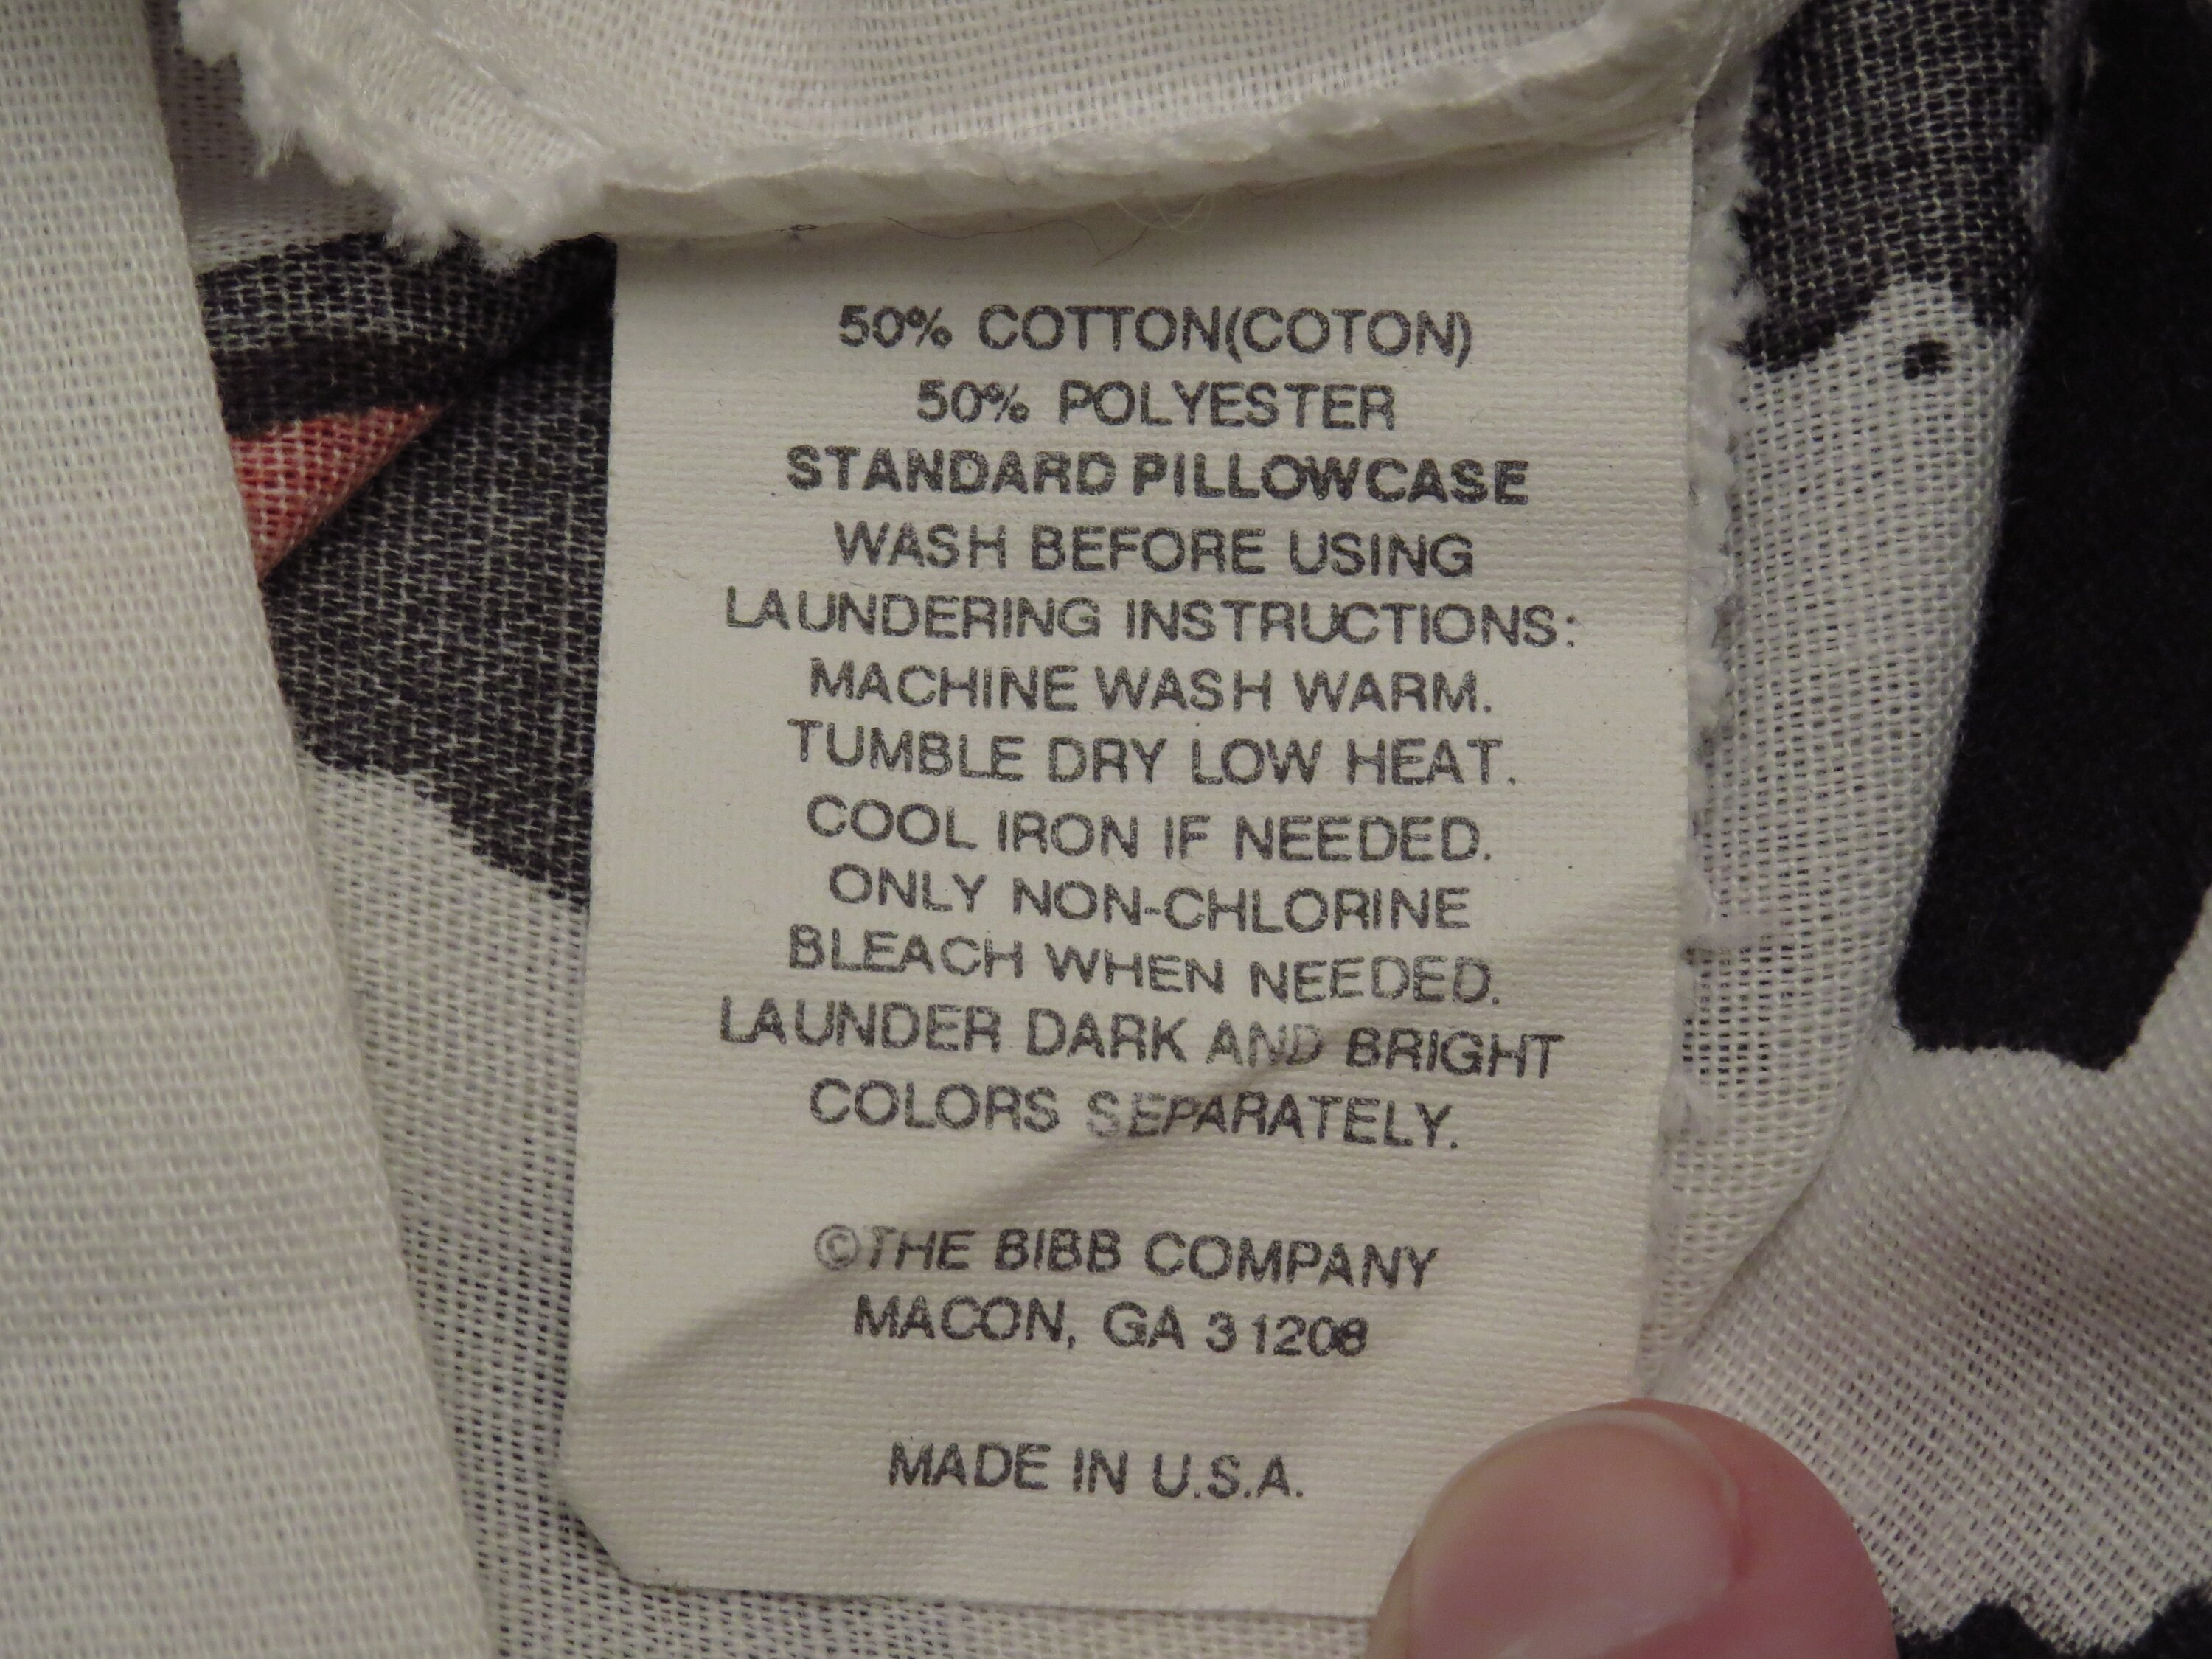 50% COTTON(COTON)
50% POLYESTER
STANDARD PILLOWCASE
WASH BEFORE USING
LAUNDERING INSTRUCTIONS:
MACHINE WASH WARM.
TUMBLE DRY LOW HEAT.
COOL IRON IF NEEDED.
ONLY NON-CHLORINE
BLEACH WHEN NEEDED.
LAUNDER DARK AND BRIGHT
COLORS SEPARATELY.
©THE BIBB COMPANY
MACON, GA 31208
MADE IN U.S.A.